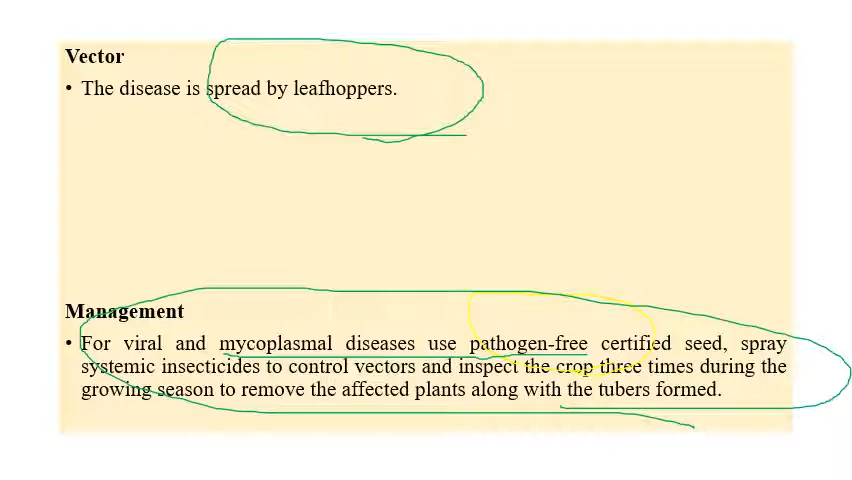 Vector
• The disease is spread by leafhoppers.
Management
• For viral and mycoplasmal diseases use pathogen-free certified seed, spray
systemic insecticides to control vectors and inspect the crop three times during the
growing season to remove the affected plants along with the tubers formed.